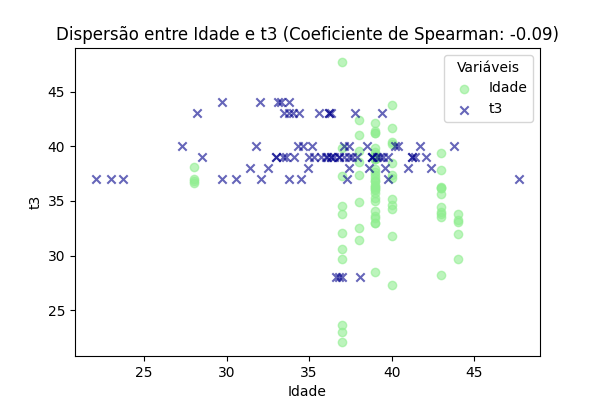 Dispersão entre Idade e t3 (Coeficiente de Spearman: -0.09)
Variáveis
Idade
t3
45
40
35
30
25
t3
25 30 35 40 45
Idade